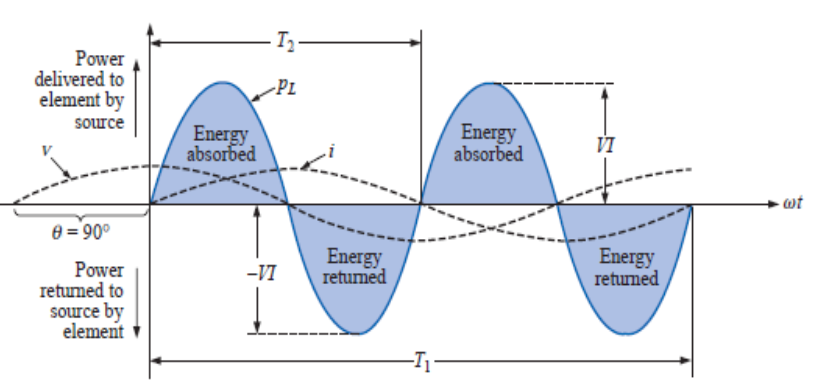 T₂
Power
delivered to
element by
source
pL
Energy
absorbed
Energy
absorbed
VI
v
i
ωt
θ = 90°
Power
returned to
source by
element
–VI
Energy
returned
Energy
returned
T₁